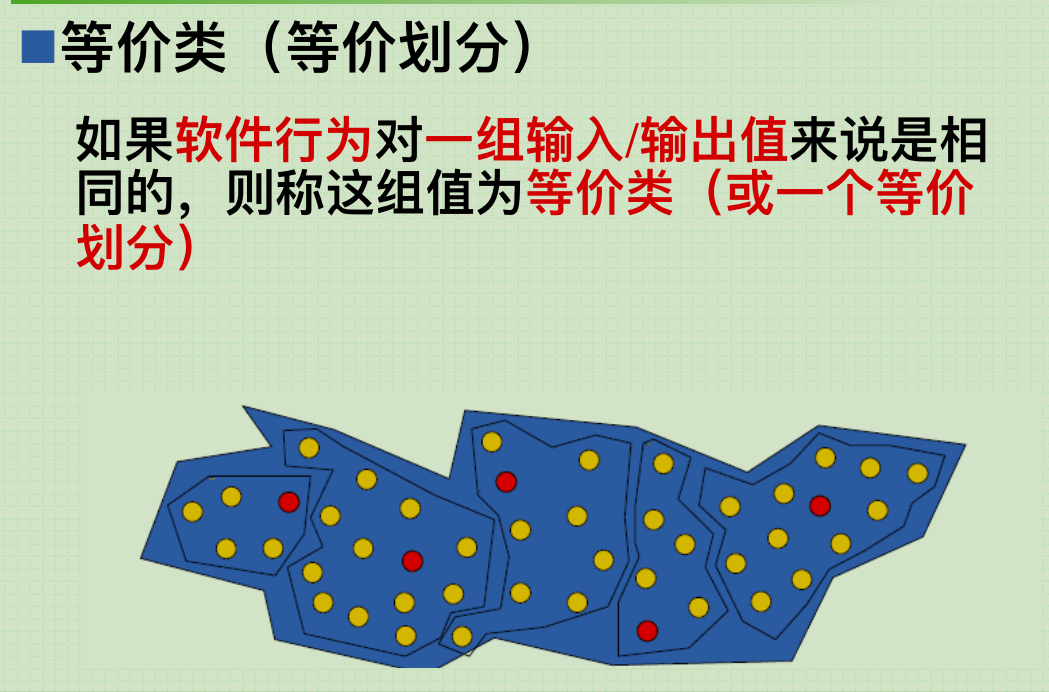 等价类（等价划分）
如果软件行为对一组输入/输出值来说是相
同的，则称这组值为等价类（或一个等价
划分）